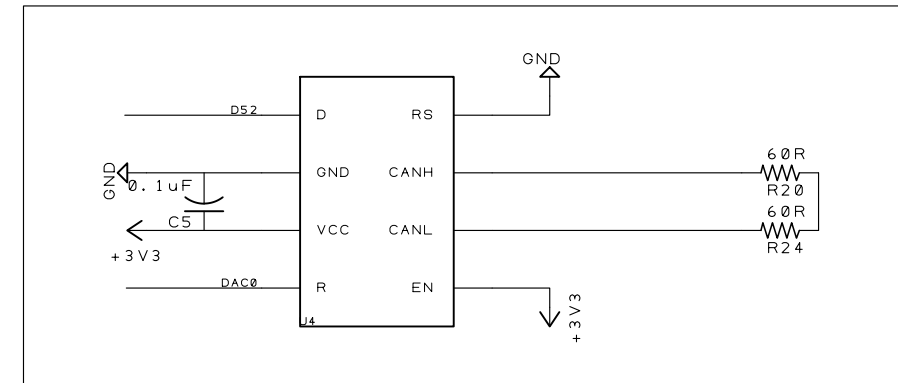 GND
D52
D
RS
GND
GND
CANH
60R
R20
0.1uF
C5
+3V3
VCC
CANL
60R
R24
DAC0
R
EN
+3V3
U4